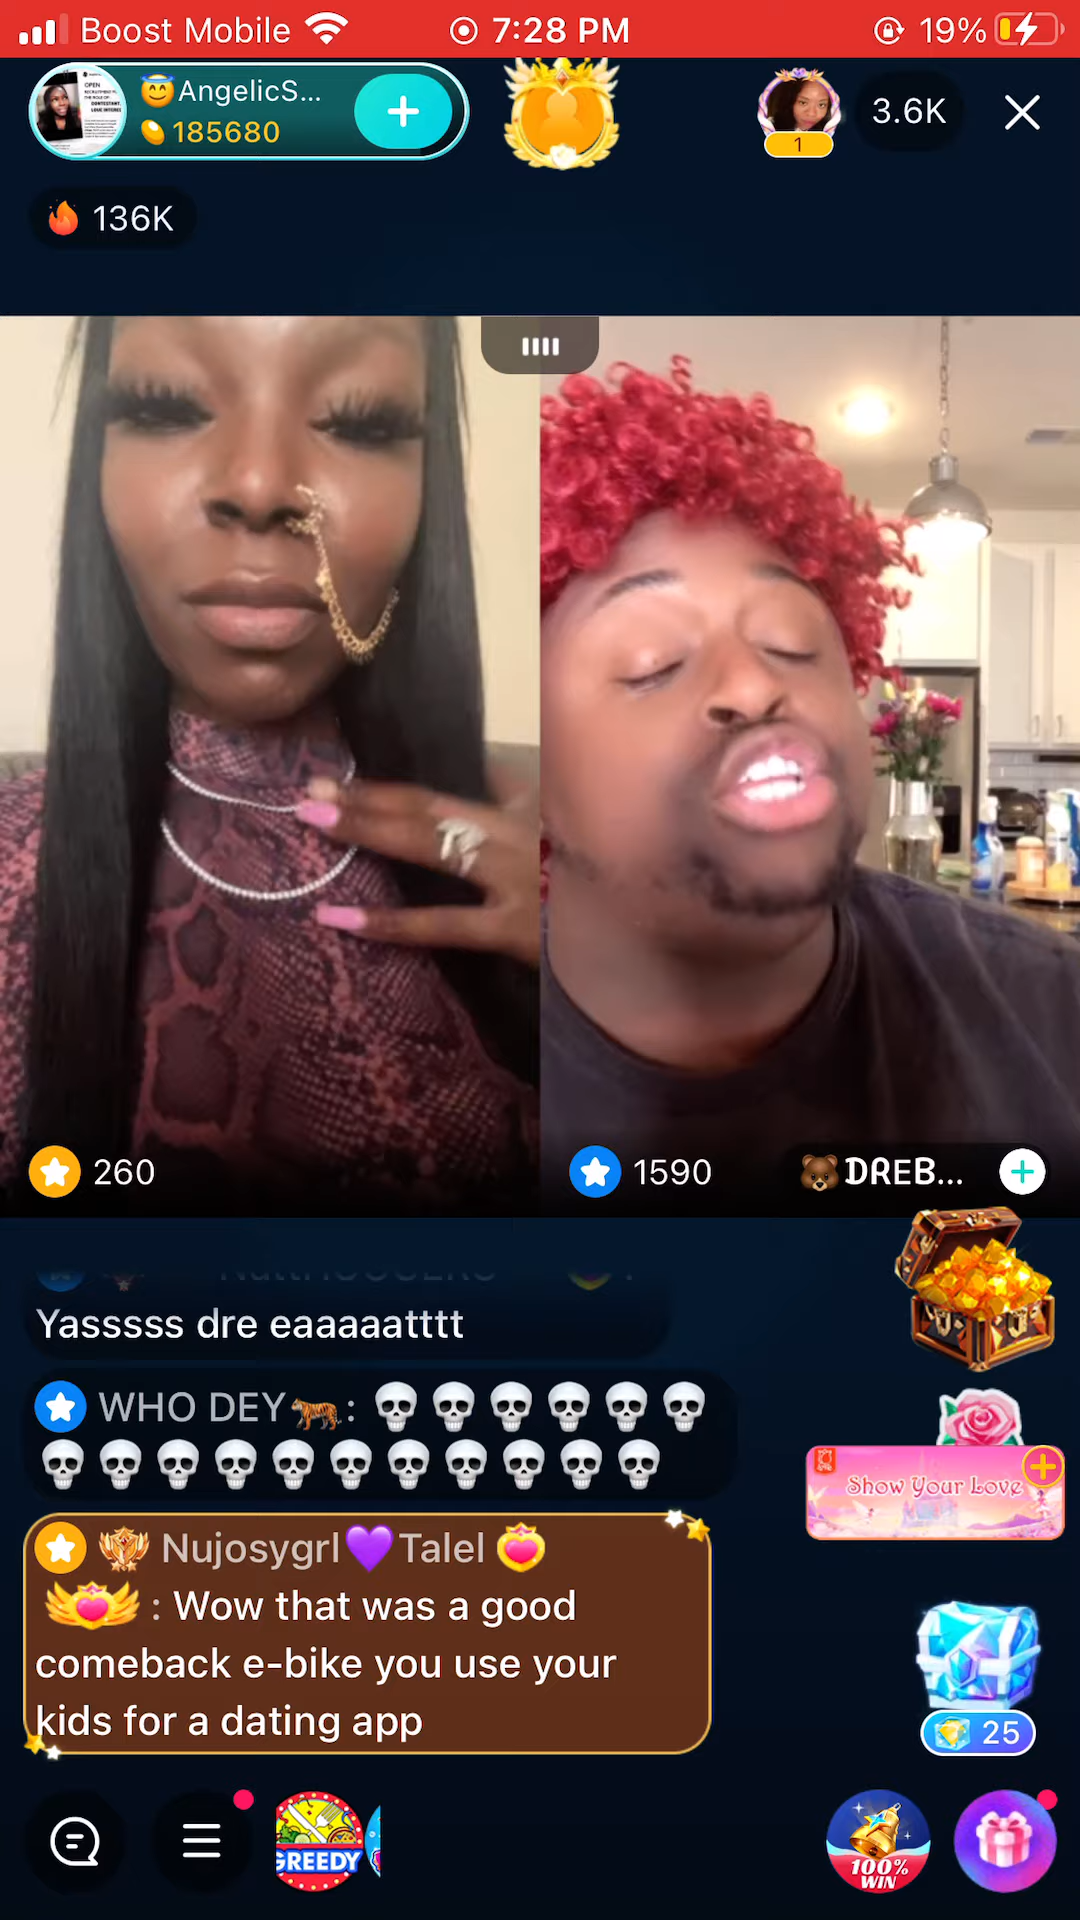 Boost Mobile 7:28 PM 19%
AngelicS...
185680
1
3.6K
136K
260
1590
DREB...
Yasssss dre eaaaaatttt
WHO DEY :
Nujosygrl Talel
: Wow that was a good
comeback e-bike you use your
kids for a dating app
Show Your Love
25
GREEDY
100%
WIN